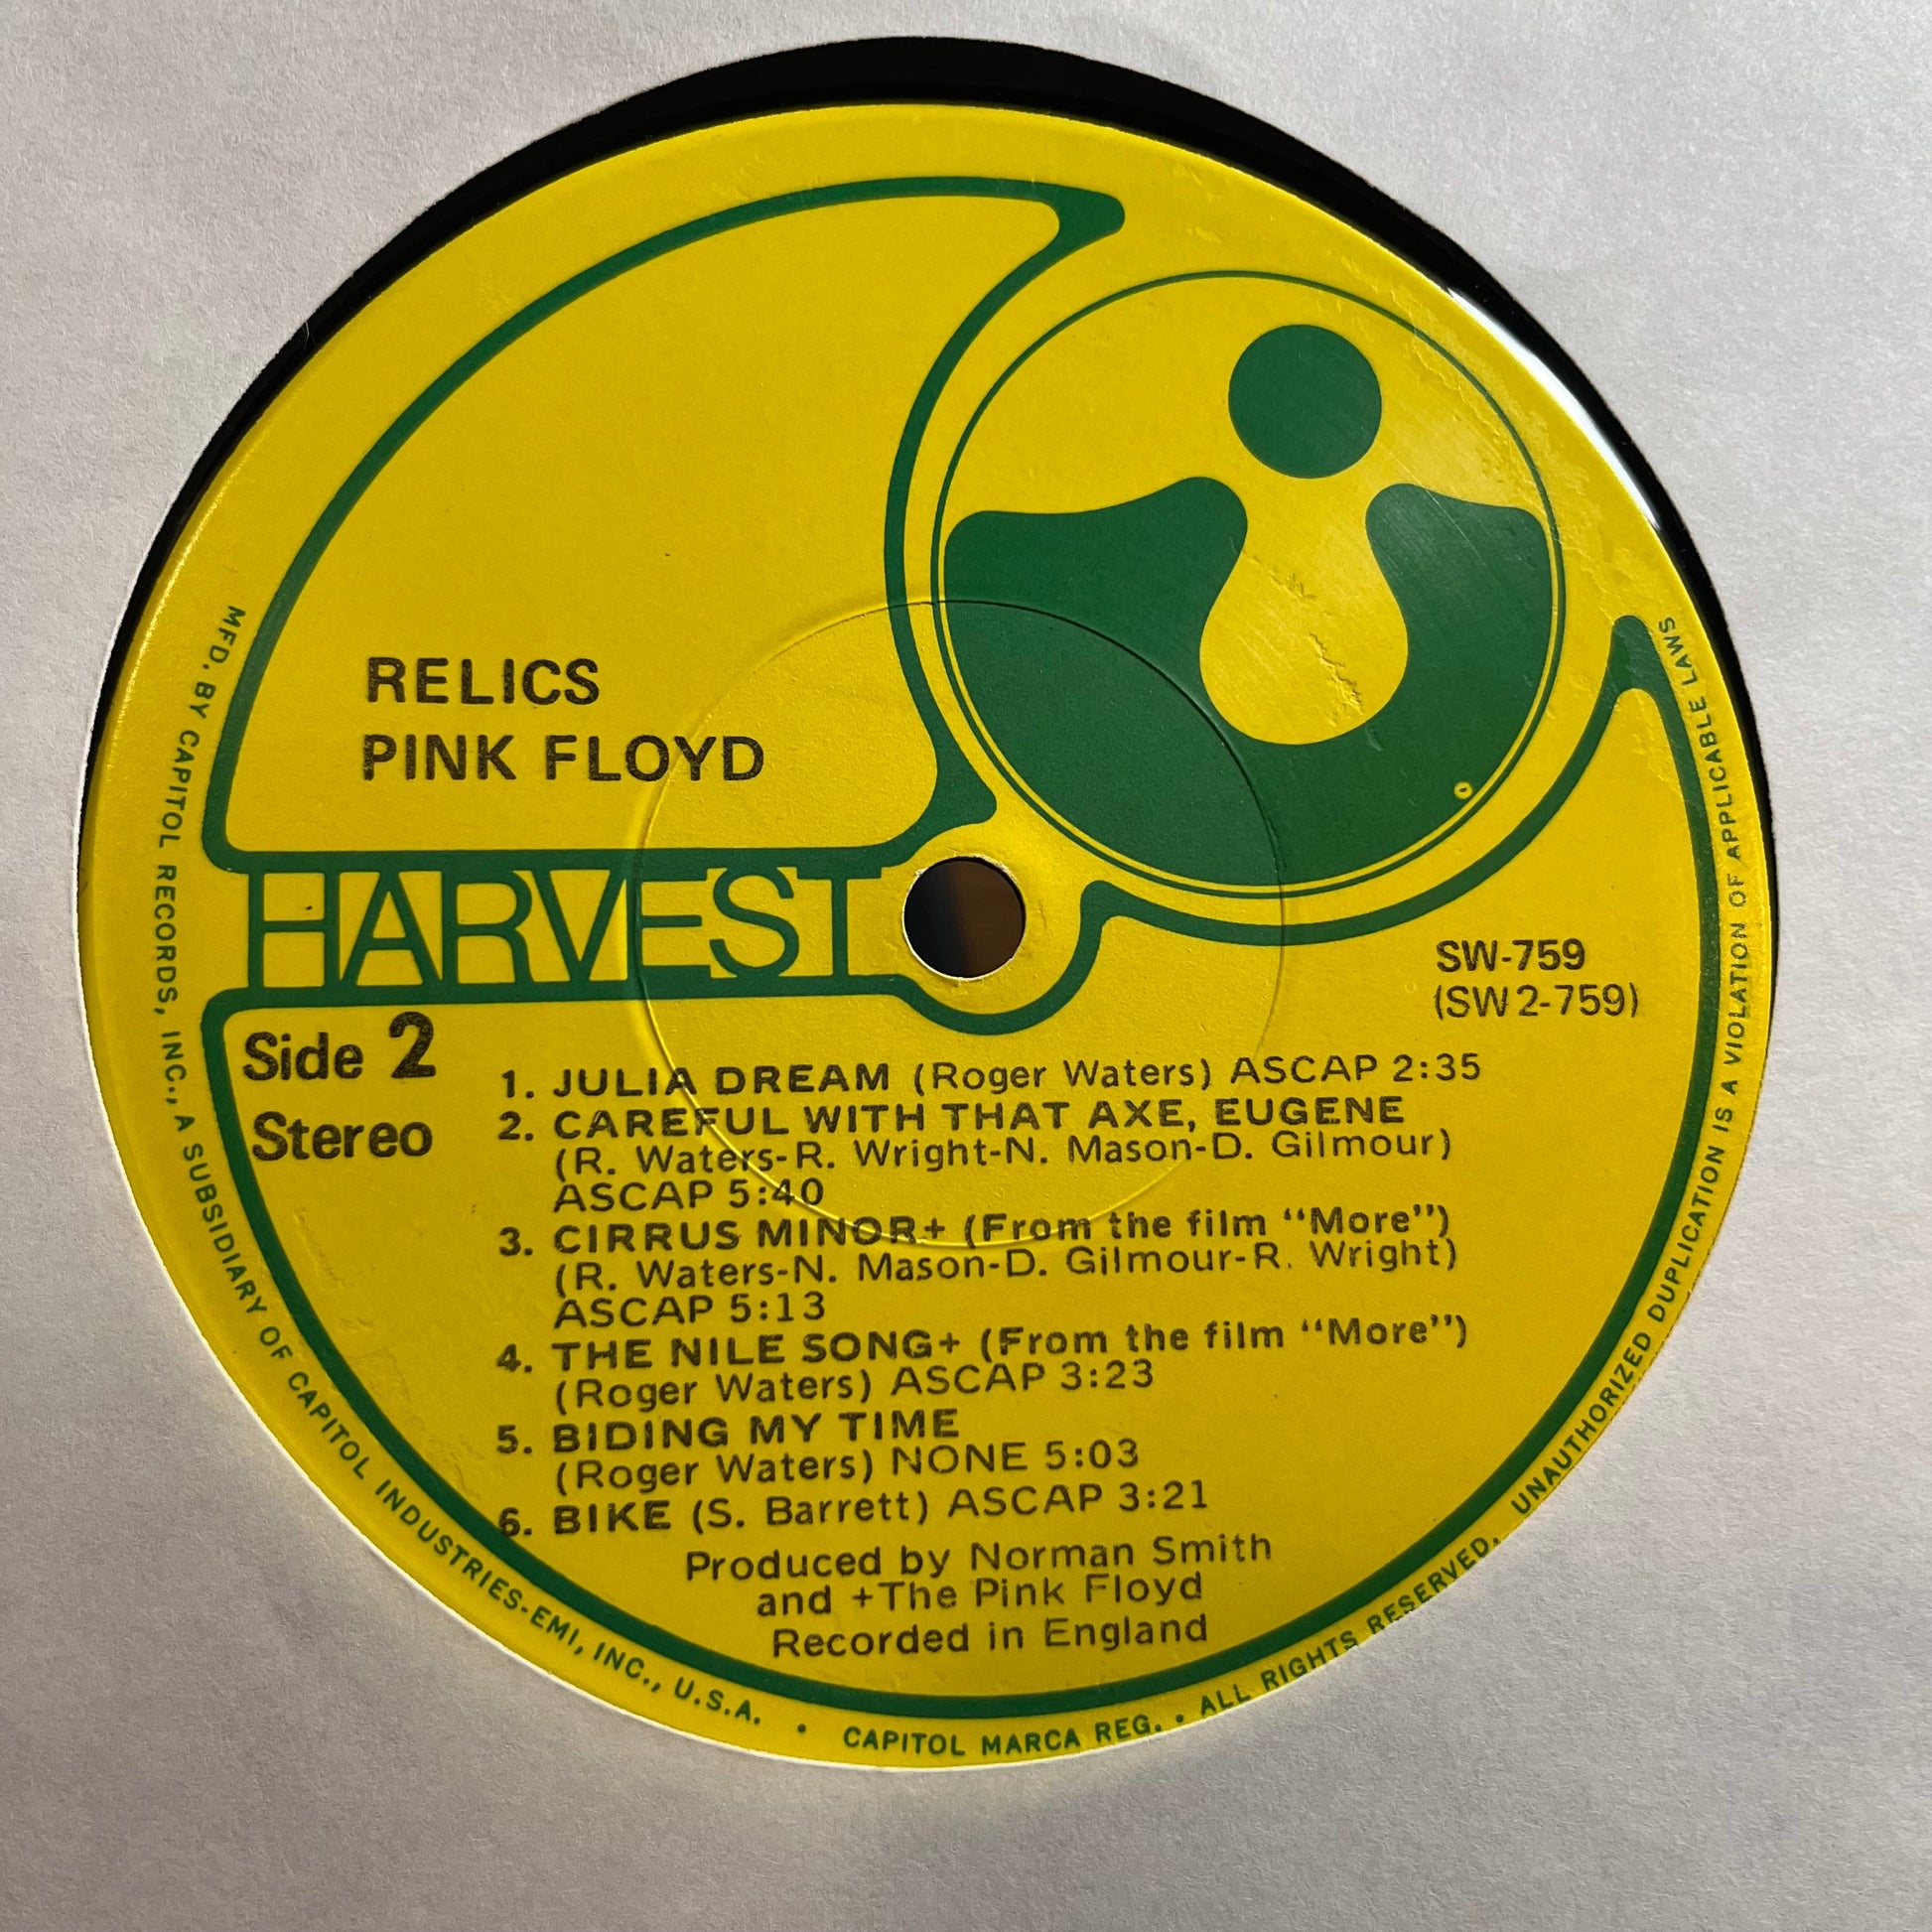 RELICS
PINK FLOYD
HARVEST
SW-759
(SW2-759)
Side 2
Stereo
1. JULIA DREAM (Roger Waters) ASCAP 2:35
2. CAREFUL WITH THAT AXE, EUGENE
(R. Waters-R. Wright-N. Mason-D. Gilmour)
ASCAP 5:40
3. CIRRUS MINOR+ (From the film "More")
(R. Waters-N. Mason-D. Gilmour-R. Wright)
ASCAP 5:13
4. THE NILE SONG+ (From the film "More")
(Roger Waters) ASCAP 3:23
5. BIDING MY TIME
(Roger Waters) NONE 5:03
6. BIKE (S. Barrett) ASCAP 3:21
Produced by Norman Smith
and +The Pink Floyd
Recorded in England
MFD. BY CAPITOL RECORDS, INC., A SUBSIDIARY OF CAPITOL INDUSTRIES-EMI, INC., U.S.A. • CAPITOL MARCA REG. • ALL RIGHTS RESERVED. UNAUTHORIZED DUPLICATION IS A VIOLATION OF APPLICABLE LAWS